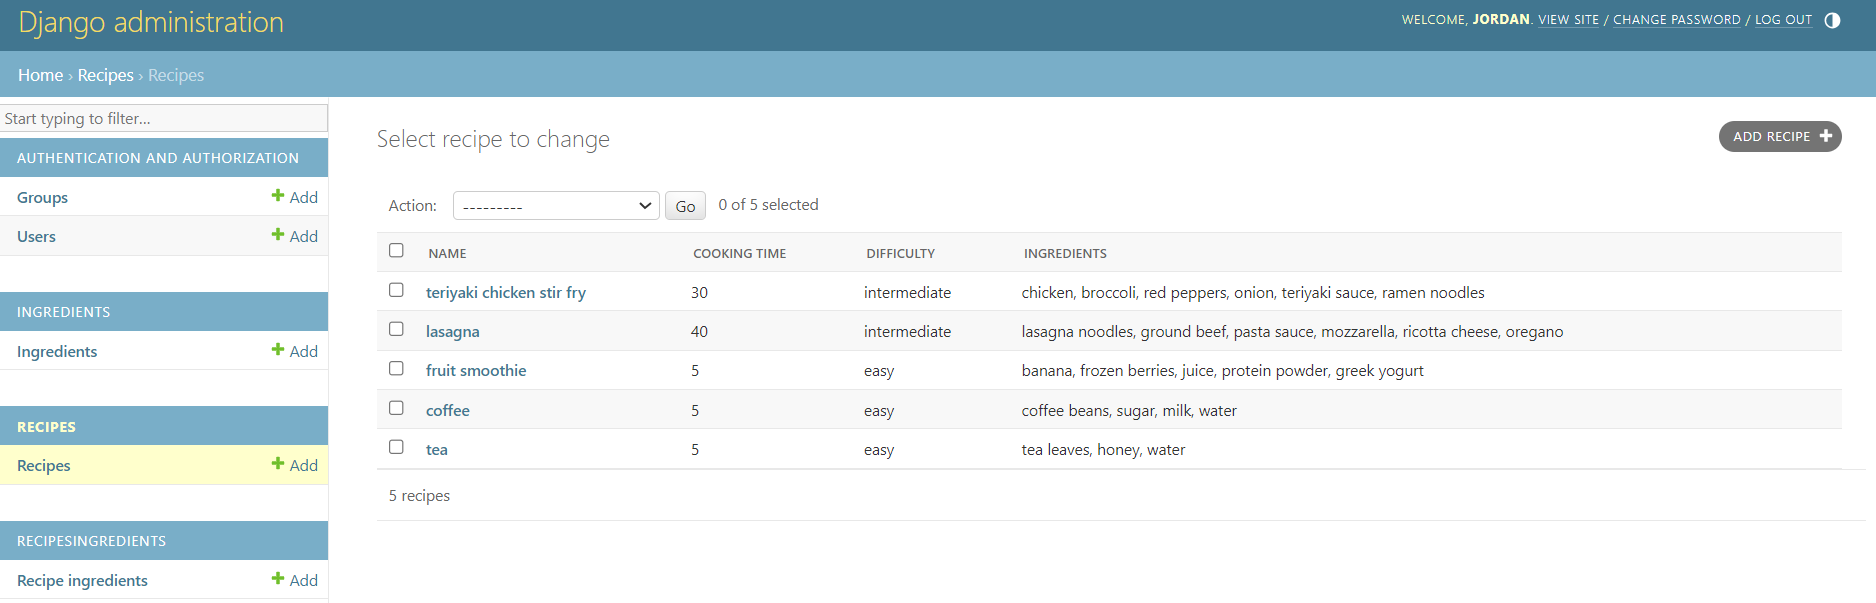 Django administration
WELCOME, JORDAN. VIEW SITE / CHANGE PASSWORD / LOG OUT
Home › Recipes › Recipes
Start typing to filter...
AUTHENTICATION AND AUTHORIZATION
Groups Add
Users Add
INGREDIENTS
Ingredients Add
RECIPES
Recipes Add
RECIPESINGREDIENTS
Recipe ingredients Add
Select recipe to change
ADD RECIPE
Action: --------- Go 0 of 5 selected
NAME COOKING TIME DIFFICULTY INGREDIENTS
teriyaki chicken stir fry 30 intermediate chicken, broccoli, red peppers, onion, teriyaki sauce, ramen noodles
lasagna 40 intermediate lasagna noodles, ground beef, pasta sauce, mozzarella, ricotta cheese, oregano
fruit smoothie 5 easy banana, frozen berries, juice, protein powder, greek yogurt
coffee 5 easy coffee beans, sugar, milk, water
tea 5 easy tea leaves, honey, water
5 recipes